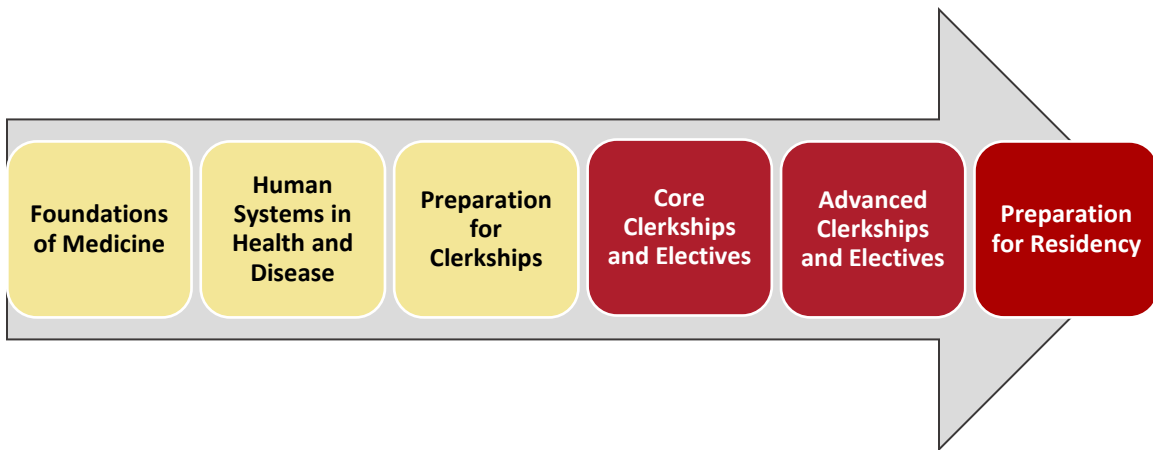 Foundations
of Medicine
Human
Systems in
Health and
Disease
Preparation
for
Clerkships
Core
Clerkships
and Electives
Advanced
Clerkships
and Electives
Preparation
for Residency